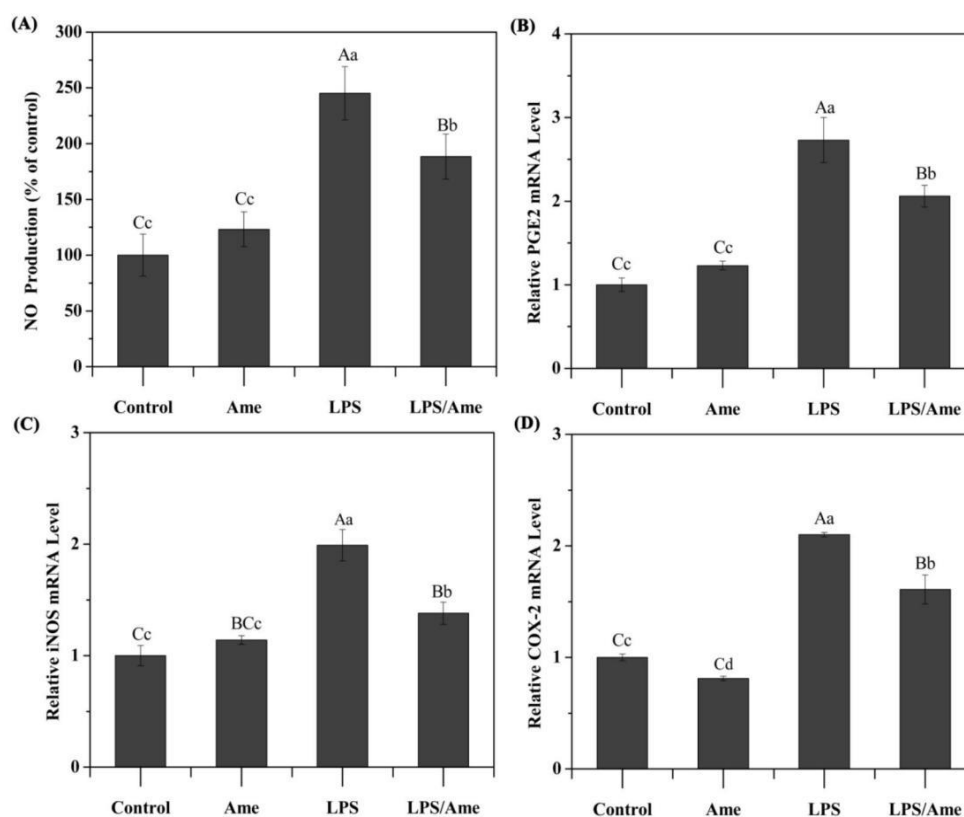 (A)
NO Production (% of control)
300
250
200
150
100
50
0
Cc
Cc
Aa
Bb
Control Ame LPS LPS/Ame
(B)
Relative PGE2 mRNA Level
4
3
2
1
0
Cc
Cc
Aa
Bb
Control Ame LPS LPS/Ame
(C)
Relative iNOS mRNA Level
3
2
1
0
Cc
BCc
Aa
Bb
Control Ame LPS LPS/Ame
(D)
Relative COX-2 mRNA Level
3
2
1
0
Cc
Cd
Aa
Bb
Control Ame LPS LPS/Ame